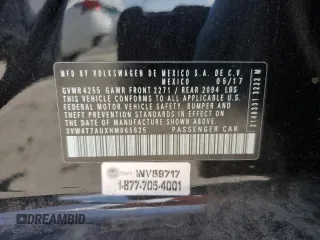 MFD BY VOLKSWAGEN DE MEXICO S.A. DE C.V.
MEXICO 05/17
GVWR 4255 GAWR FRONT 2271 / REAR 2094 LBS
THIS VEHICLE CONFORMS TO ALL APPLICABLE U.S.
FEDERAL MOTOR VEHICLE SAFETY, BUMPER AND
THEFT PREVENTION STANDARDS IN EFFECT ON THE
DATE OF MANUFACTURE SHOWN ABOVE
3VW477AUXHM065625 PASSENGER CAR
INV59717
1-877-705-4001
@DREAMBID